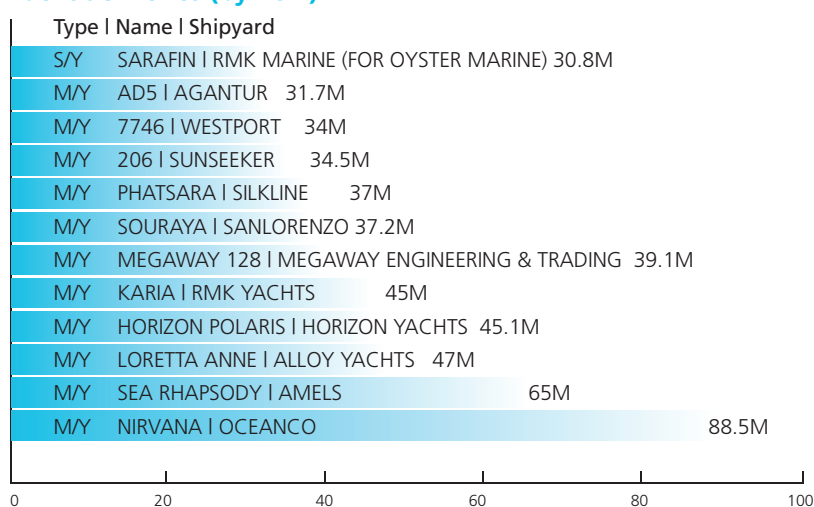 Type | Name | Shipyard
S/Y SARAFIN | RMK MARINE (FOR OYSTER MARINE) 30.8M
M/Y AD5 | AGANTUR 31.7M
M/Y 7746 | WESTPORT 34M
M/Y 206 | SUNSEEKER 34.5M
M/Y PHATSARA | SILKLINE 37M
M/Y SOURAYA | SANLORENZO 37.2M
M/Y MEGAWAY 128 | MEGAWAY ENGINEERING & TRADING 39.1M
M/Y KARIA | RMK YACHTS 45M
M/Y HORIZON POLARIS | HORIZON YACHTS 45.1M
M/Y LORETTA ANNE | ALLOY YACHTS 47M
M/Y SEA RHAPSODY | AMELS 65M
M/Y NIRVANA | OCEANCO 88.5M
0 20 40 60 80 100